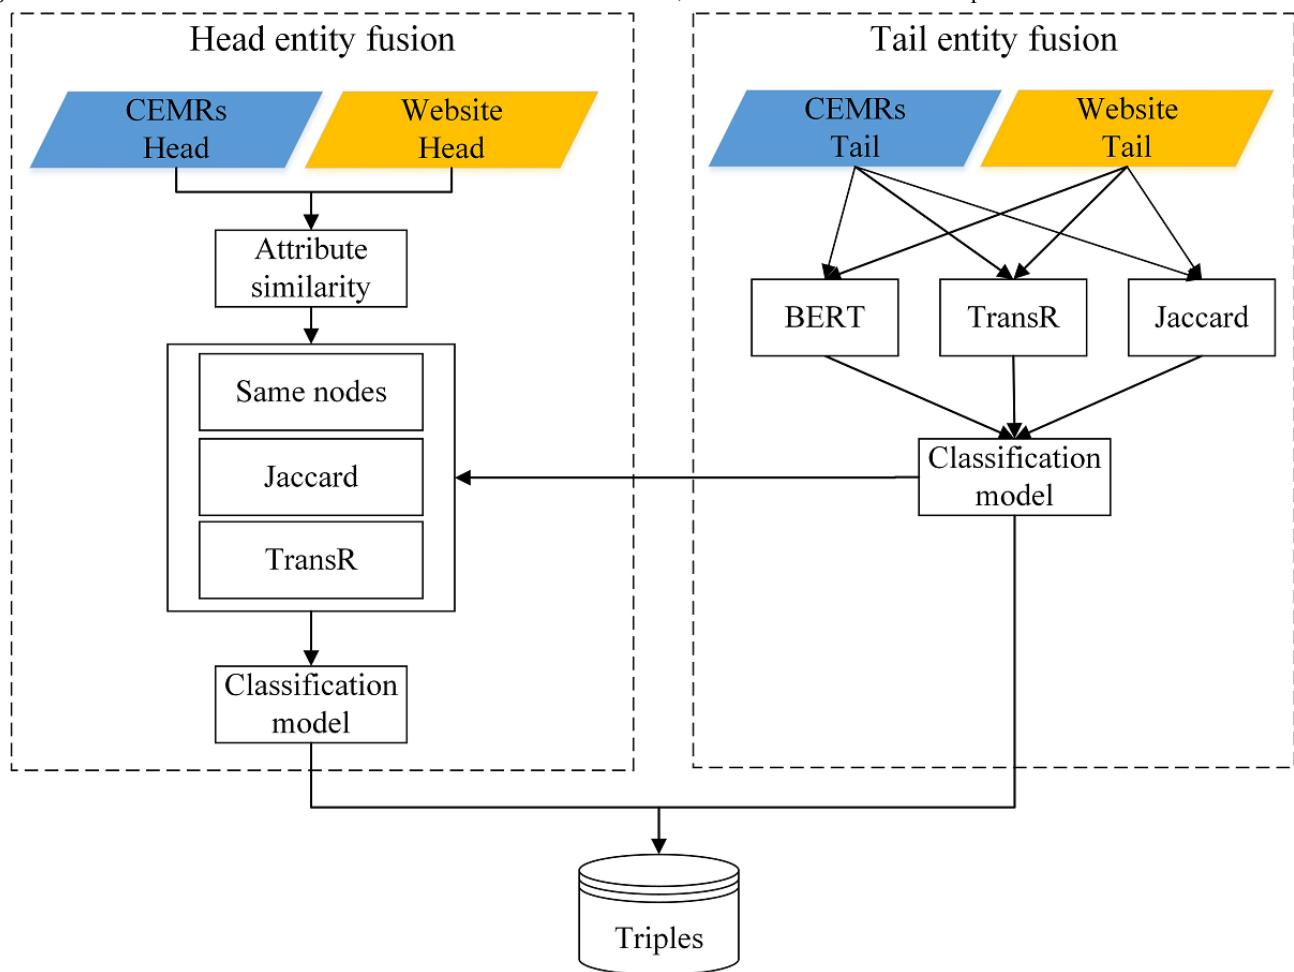 Head entity fusion
CEMRs
Head
Website
Head
Attribute
similarity
Same nodes
Jaccard
TransR
Classification
model
Tail entity fusion
CEMRs
Tail
Website
Tail
BERT
TransR
Jaccard
Classification
model
Triples